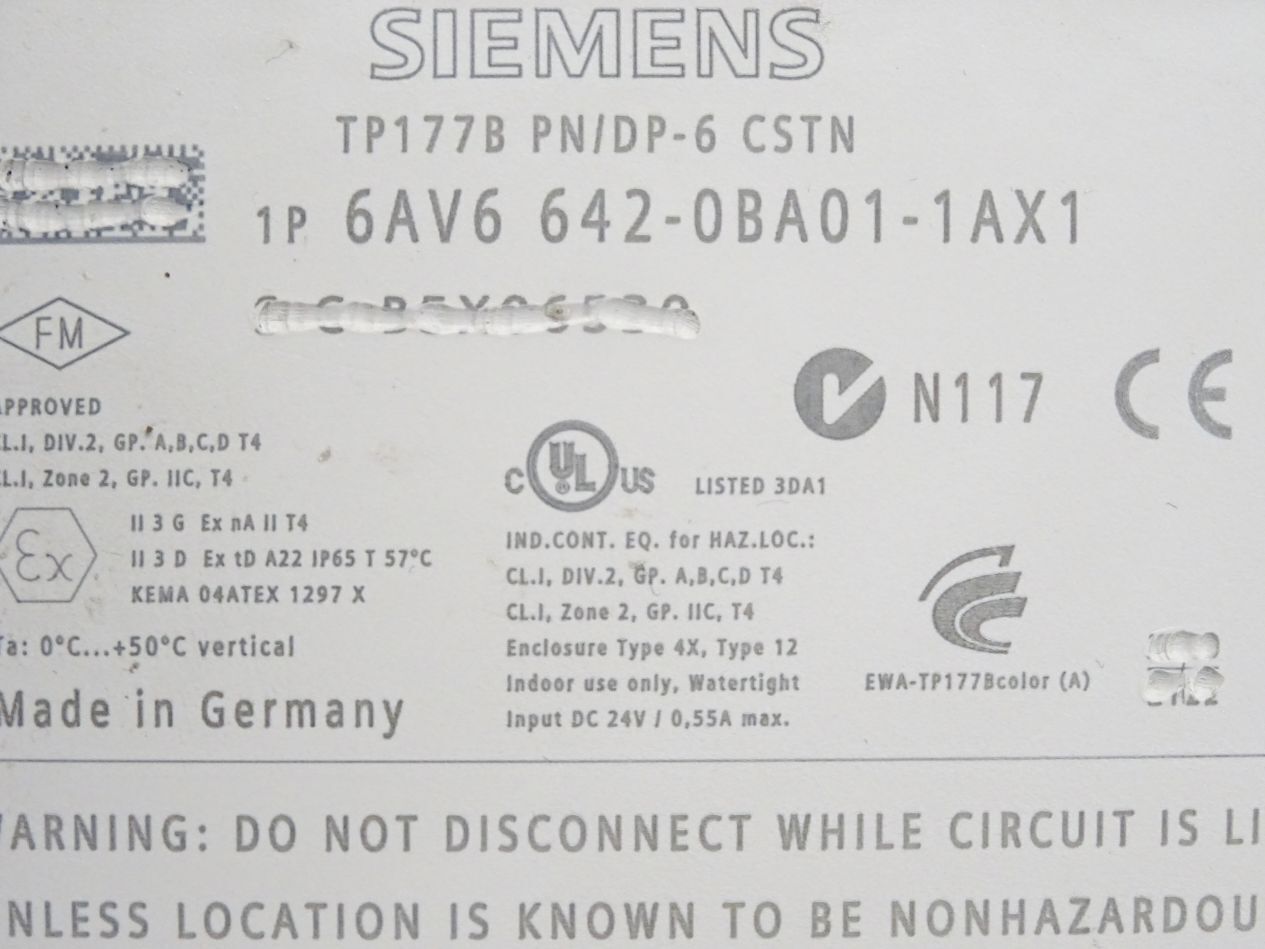 SIEMENS
TP177B PN/DP-6 CSTN
1P 6AV6 642-0BA01-1AX1
FM
APPROVED
CL.I, DIV.2, GP. A,B,C,D T4
CL.I, Zone 2, GP. IIC, T4
Ex
II 3 G Ex nA II T4
II 3 D Ex tD A22 IP65 T 57°C
KEMA 04ATEX 1297 X
Ta: 0°C...+50°C vertical
Made in Germany
N117 CE
C UL US LISTED 3DA1
®
IND.CONT. EQ. for HAZ.LOC.:
CL.I, DIV.2, GP. A,B,C,D T4
CL.I, Zone 2, GP. IIC, T4
Enclosure Type 4X, Type 12
Indoor use only, Watertight
Input DC 24V / 0,55A max.
EWA-TP177Bcolor (A)
WARNING: DO NOT DISCONNECT WHILE CIRCUIT IS LI
UNLESS LOCATION IS KNOWN TO BE NONHAZARDOU